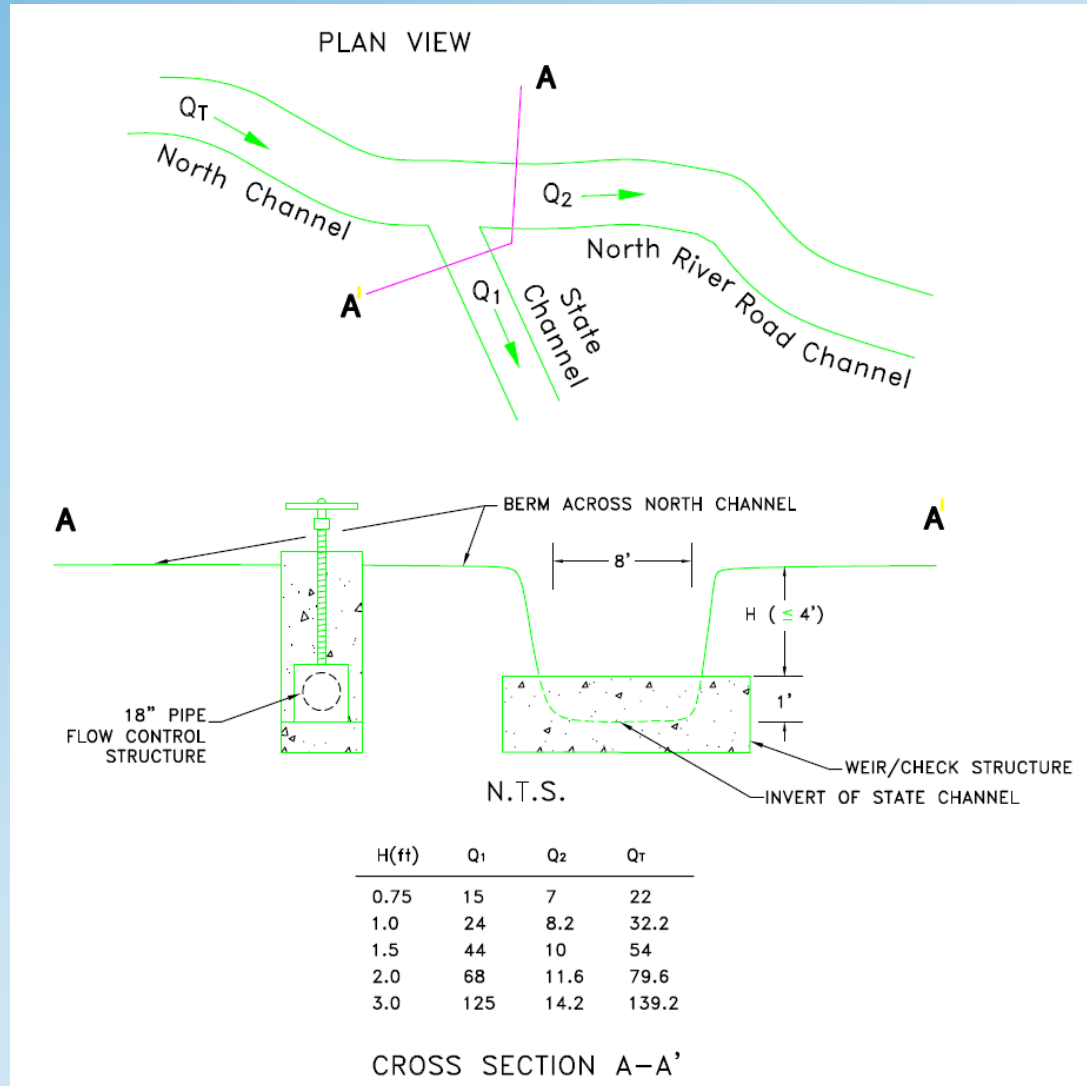 PLAN VIEW
A
QT
North Channel
Q2
North River Road Channel
A'
Q1
State
Channel
A
BERM ACROSS NORTH CHANNEL
A'
8'
H ( ≤ 4')
1'
18" PIPE
FLOW CONTROL
STRUCTURE
WEIR/CHECK STRUCTURE
INVERT OF STATE CHANNEL
N.T.S.
H(ft) Q1 Q2 QT
0.75 15 7 22
1.0 24 8.2 32.2
1.5 44 10 54
2.0 68 11.6 79.6
3.0 125 14.2 139.2
CROSS SECTION A-A'